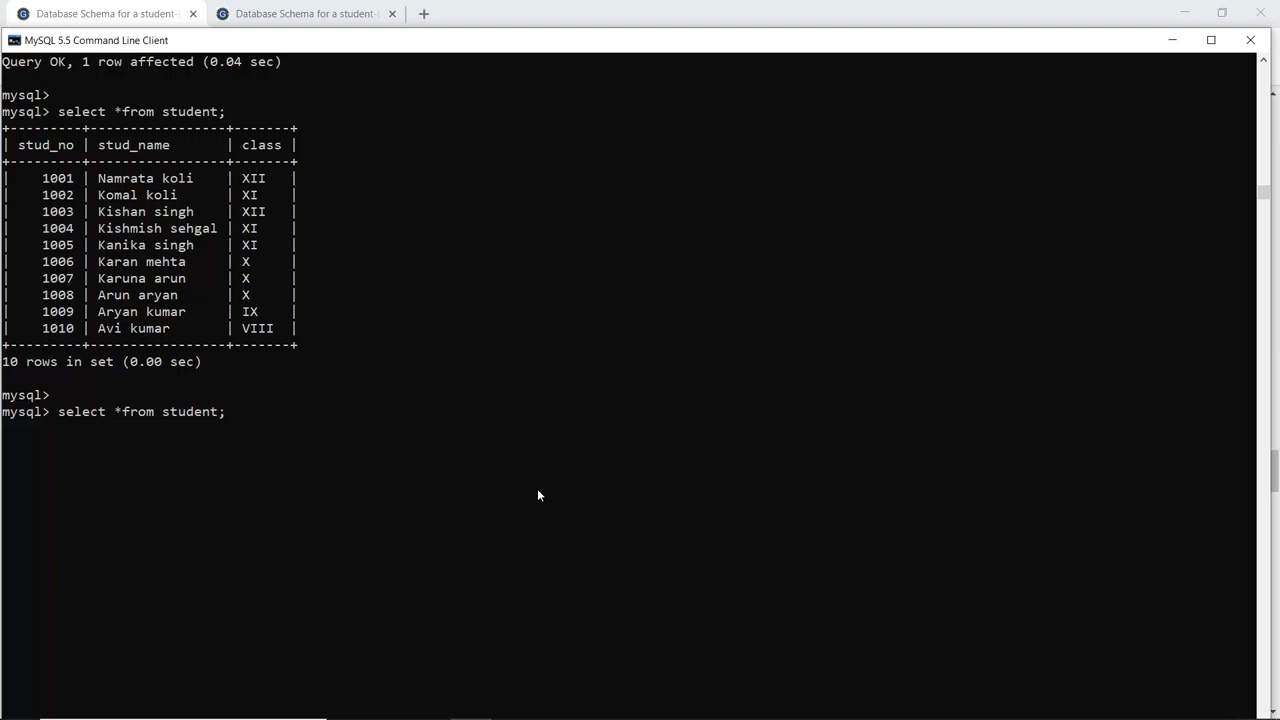 Database Schema for a student-
Database Schema for a student-
MySQL 5.5 Command Line Client
Query OK, 1 row affected (0.04 sec)
mysql>
mysql> select *from student;
+---------+-----------------+-------+
| stud_no | stud_name       | class |
+---------+-----------------+-------+
|    1001 | Namrata koli    | XII   |
|    1002 | Komal koli      | XI    |
|    1003 | Kishan singh    | XII   |
|    1004 | Kishmish sehgal | XI    |
|    1005 | Kanika singh    | XI    |
|    1006 | Karan mehta     | X     |
|    1007 | Karuna arun     | X     |
|    1008 | Arun aryan      | X     |
|    1009 | Aryan kumar     | IX    |
|    1010 | Avi kumar       | VIII  |
+---------+-----------------+-------+
10 rows in set (0.00 sec)
mysql>
mysql> select *from student;